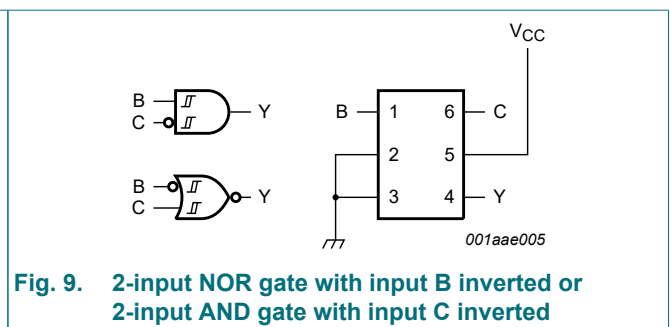 VCC
B
C
Y
B
C
Y
B 1 6 C
2 5
3 4 Y
001aae005
Fig. 9. 2-input NOR gate with input B inverted or
2-input AND gate with input C inverted